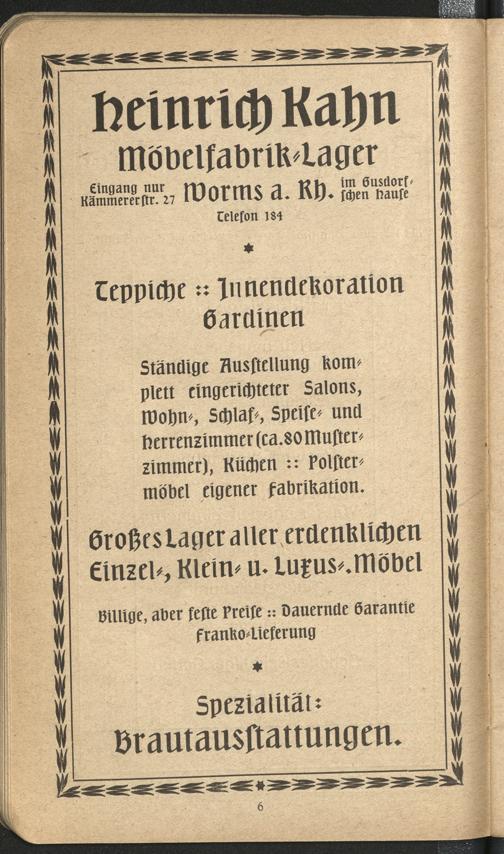 Heinrich Kahn
Möbelfabrik-Lager
Eingang nur
Kämmererstr. 27
Worms a. Rh.
im Gusdorf-
schen Hause
Telefon 184
Teppiche :: Innendekoration
Gardinen
Ständige Ausstellung kom-
plett eingerichteter Salons,
Wohn-, Schlaf-, Speise- und
Herrenzimmer (ca. 80 Muster-
zimmer), Küchen :: Polster-
möbel eigener Fabrikation.
Großes Lager aller erdenklichen
Einzel-, Klein- u. Luxus-.Möbel
Billige, aber feste Preise :: Dauernde Garantie
Franko-Lieferung
Spezialität:
Brautausstattungen.
6